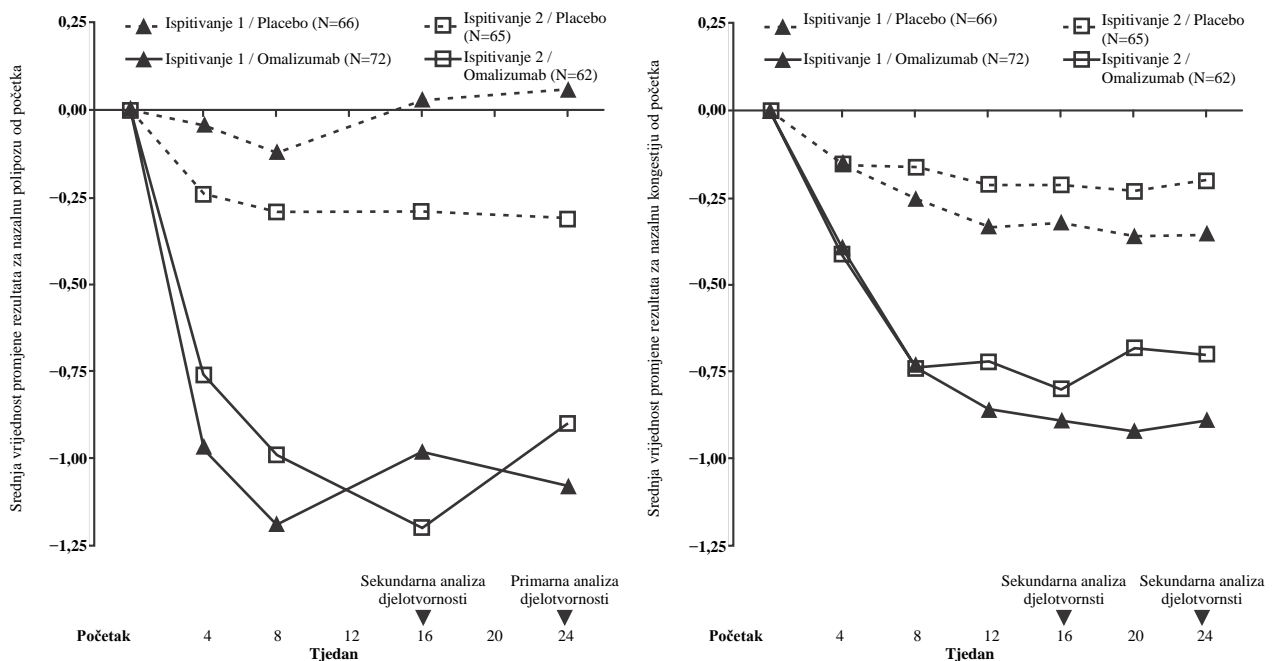 Srednja vrijednost promjene rezultata za nazalnu polipozu od početka
0,25
0,00
−0,25
−0,50
−0,75
−1,00
−1,25
Ispitivanje 1 / Placebo (N=66)
Ispitivanje 1 / Omalizumab (N=72)
Ispitivanje 2 / Placebo
(N=65)
Ispitivanje 2 /
Omalizumab (N=62)
Sekundarna analiza
djelotvornosti
Primarna analiza
djelotvornosti
Početak 4 8 12 16 20 24
Tjedan
Srednja vrijednost promjene rezultata za nazalnu kongestiju od početka
0,25
0,00
−0,25
−0,50
−0,75
−1,00
−1,25
Ispitivanje 1 / Placebo (N=66)
Ispitivanje 1 / Omalizumab (N=72)
Ispitivanje 2 / Placebo
(N=65)
Ispitivanje 2 /
Omalizumab (N=62)
Sekundarna analiza
djelotvornsti
Sekundarna analiza
djelotvornosti
Početak 4 8 12 16 20 24
Tjedan